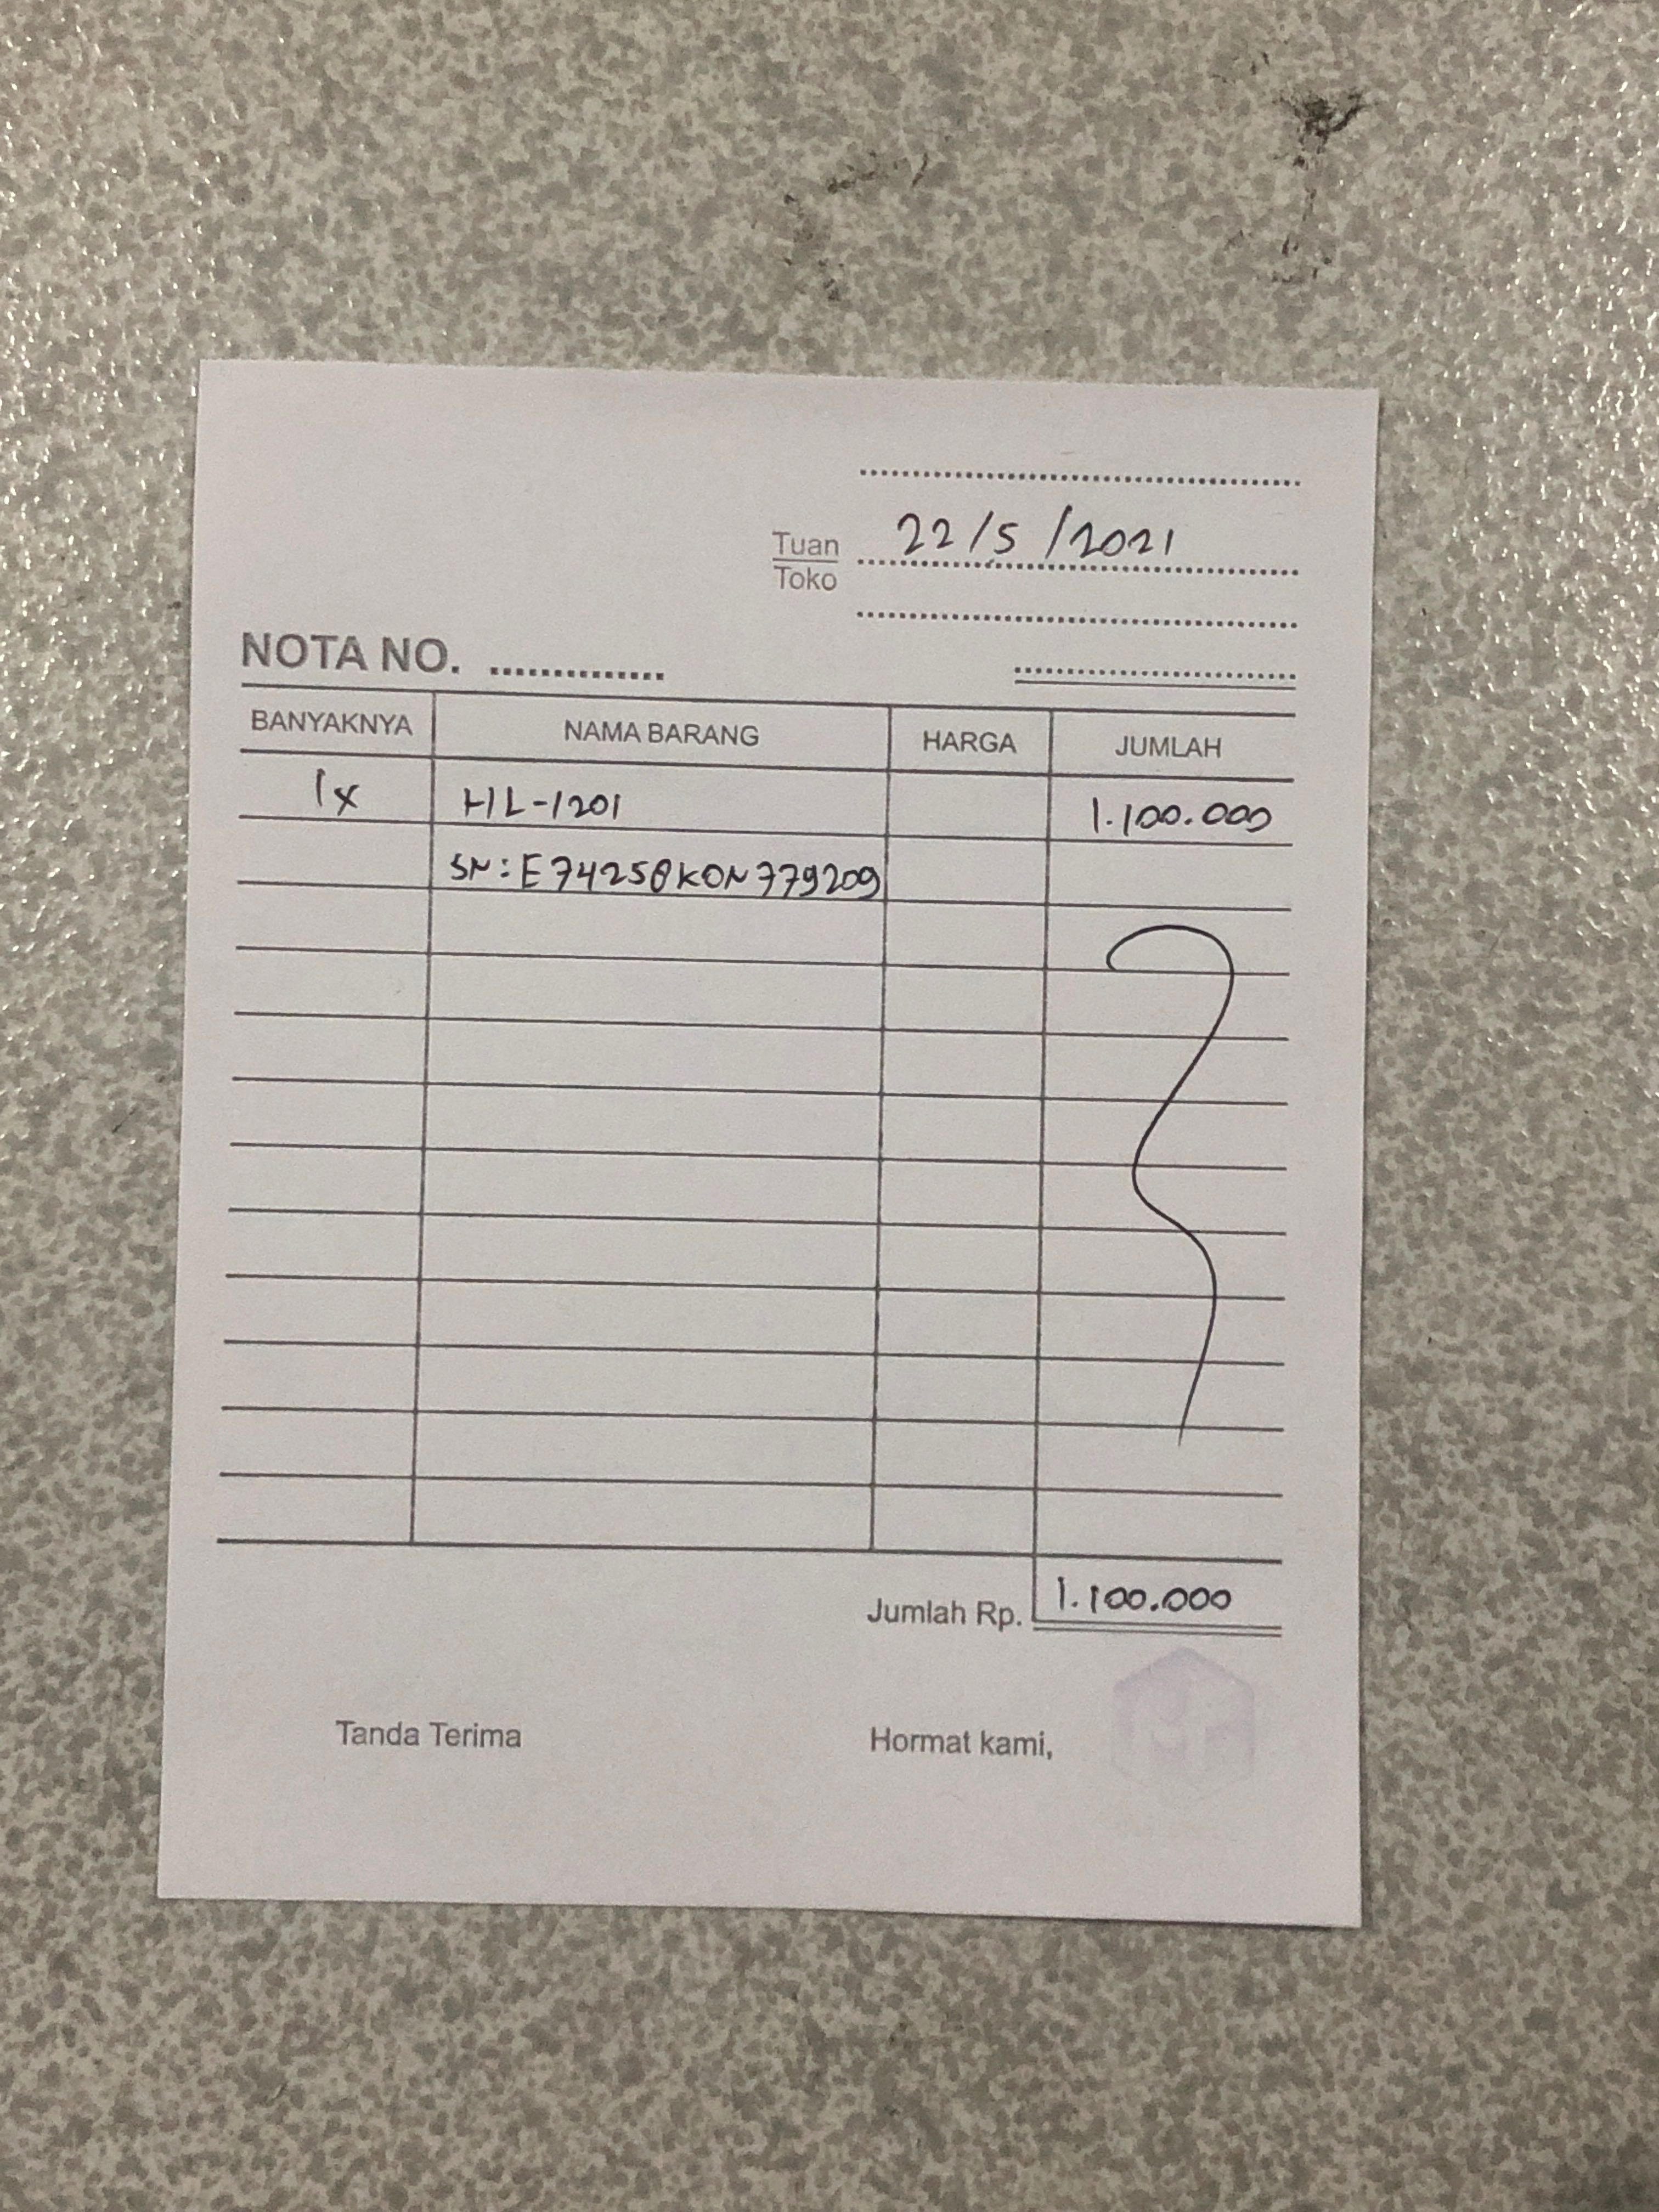 22/5/2021
Tuan
Toko
NOTA NO. ..............
BANYAKNYA NAMA BARANG HARGA JUMLAH
1x HL-1201 1.100.000
SN: E74258K0N779209
Jumlah Rp. 1.100.000
Tanda Terima Hormat kami,